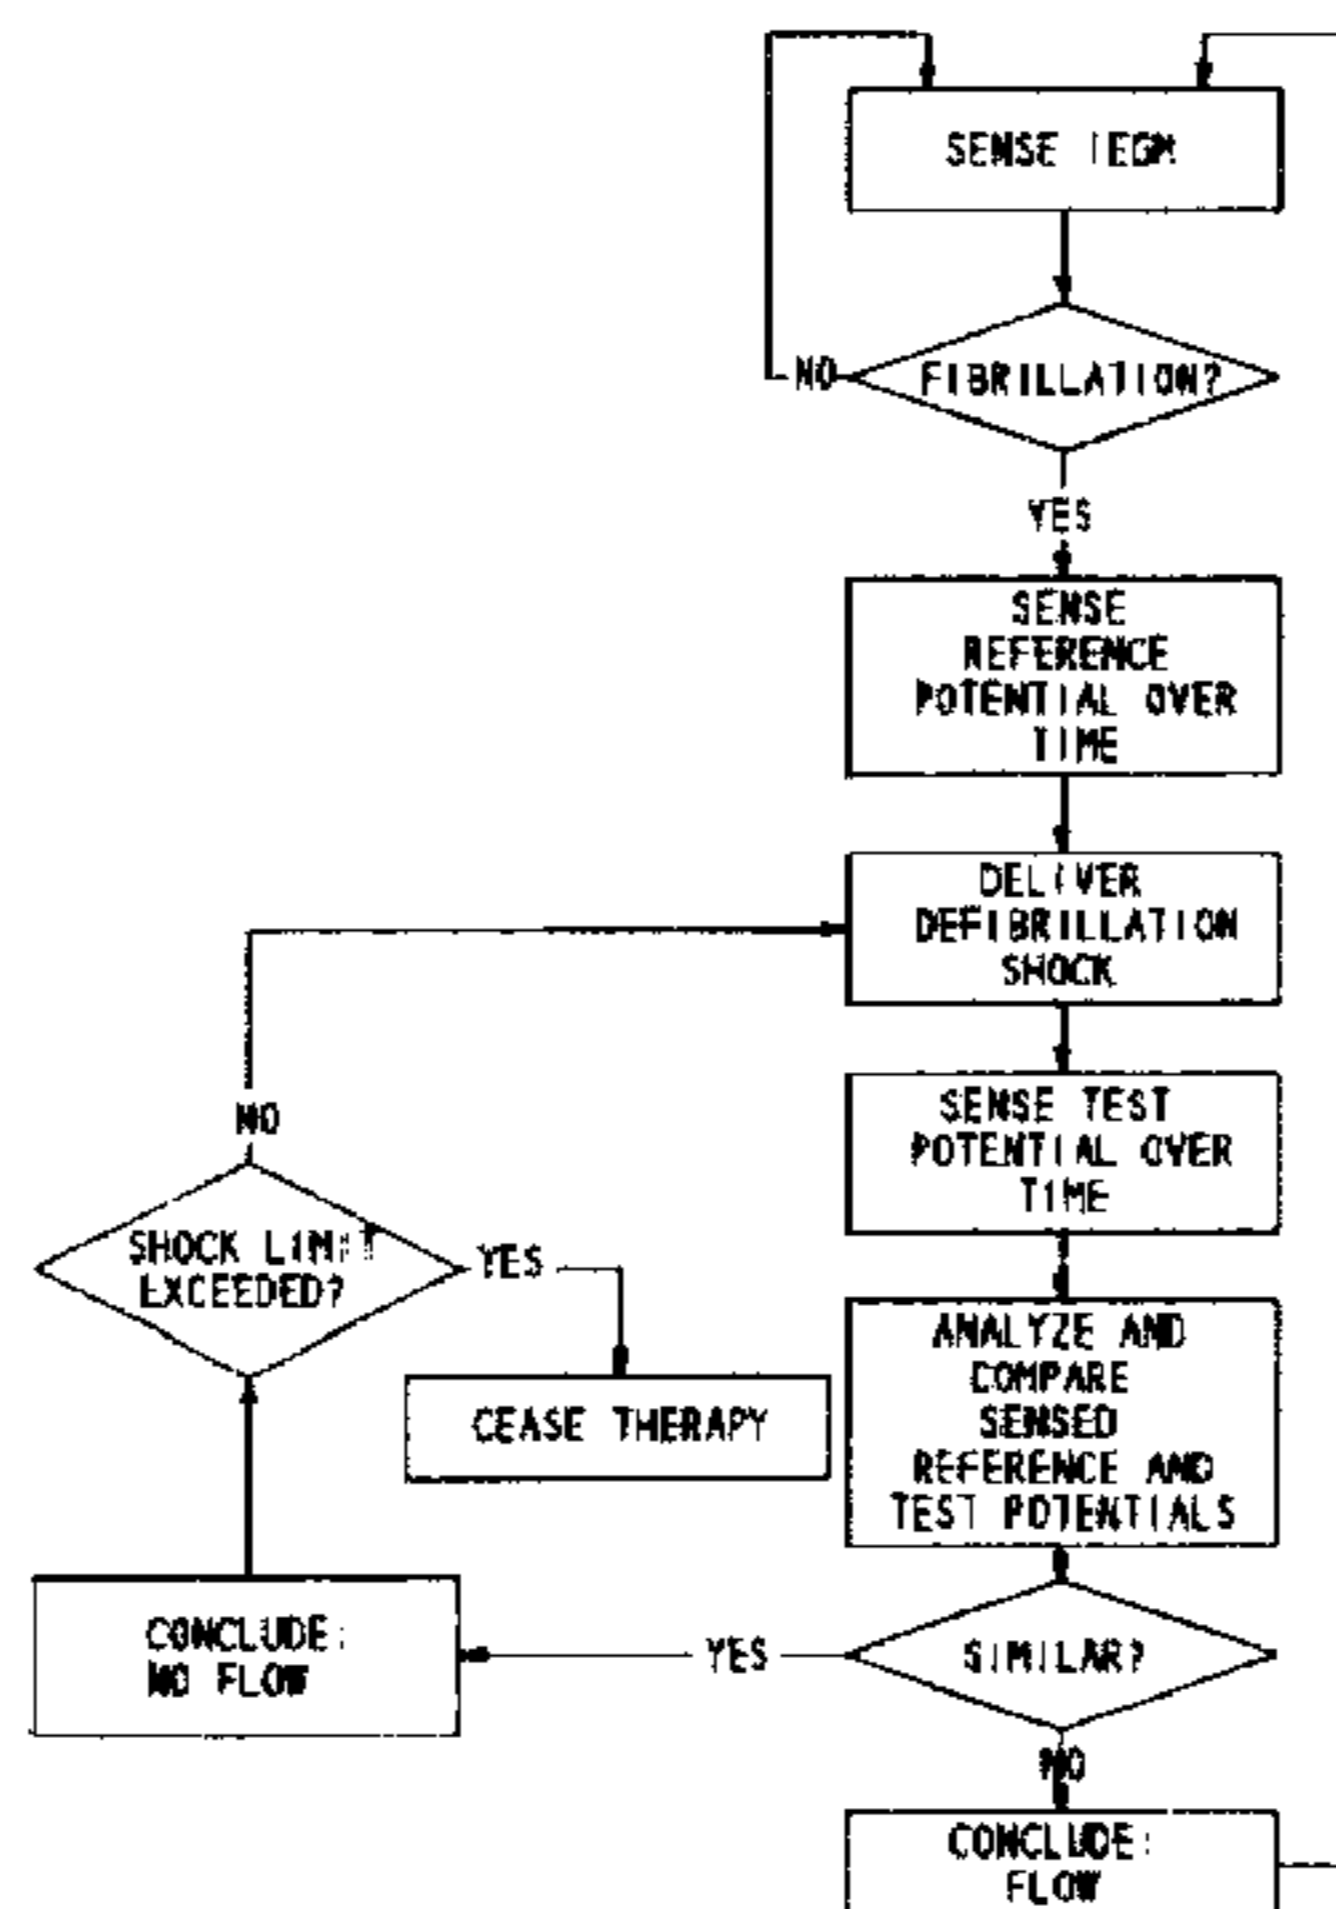 SENSE IEGM
NO
FIBRILLATION?
YES
SENSE
REFERENCE
POTENTIAL OVER
TIME
DELIVER
DEFIBRILLATION
SHOCK
NO
SENSE TEST
POTENTIAL OVER
TIME
SHOCK LIMIT
EXCEEDED?
YES
ANALYZE AND
COMPARE
SENSED
REFERENCE AND
TEST POTENTIALS
CEASE THERAPY
CONCLUDE:
NO FLOW
YES
SIMILAR?
NO
CONCLUDE:
FLOW